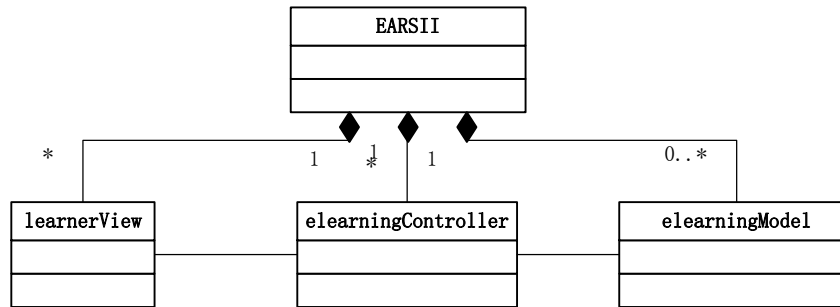 EARSII
*
1
1
*
1
0..*
learnerView
elearningController
elearningModel